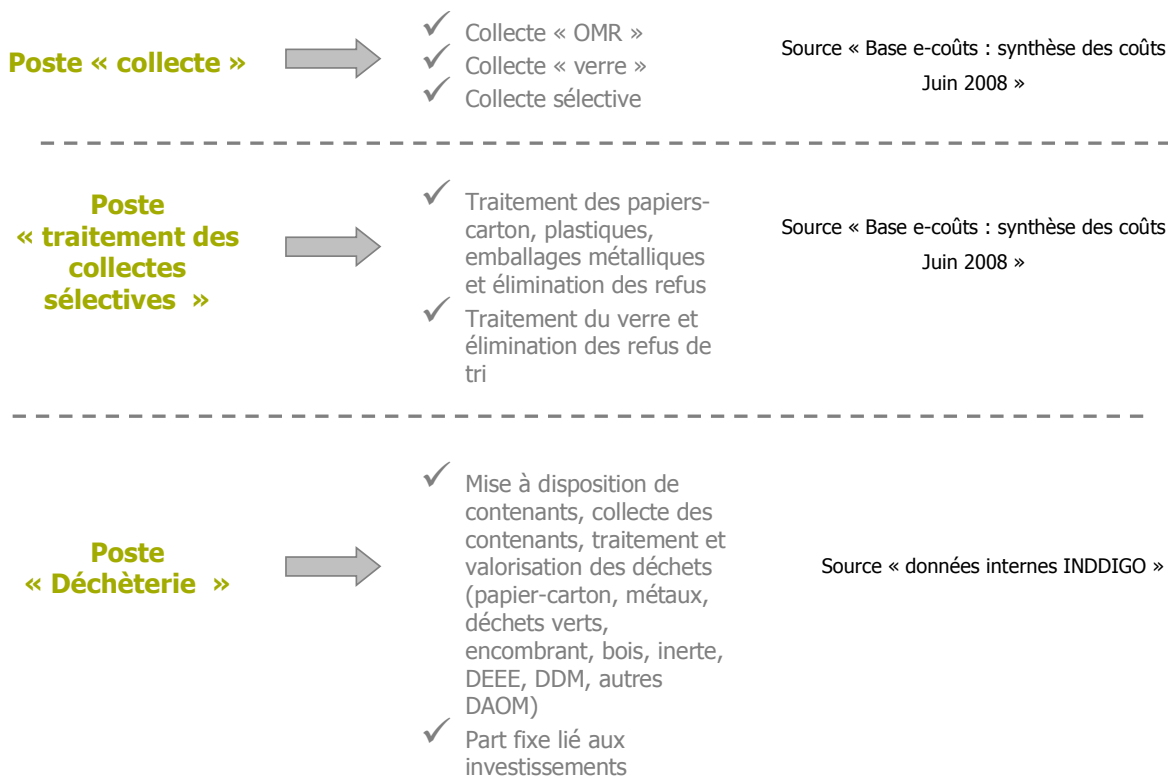 Poste « collecte »
Collecte « OMR »
Collecte « verre »
Collecte sélective
Source « Base e-coûts : synthèse des coûts
Juin 2008 »
Poste
« traitement des
collectes
sélectives  »
Traitement des papiers-
carton, plastiques,
emballages métalliques
et élimination des refus
Traitement du verre et
élimination des refus de
tri
Source « Base e-coûts : synthèse des coûts
Juin 2008 »
Poste
« Déchèterie  »
Mise à disposition de
contenants, collecte des
contenants, traitement et
valorisation des déchets
(papier-carton, métaux,
déchets verts,
encombrant, bois, inerte,
DEEE, DDM, autres
DAOM)
Part fixe lié aux
investissements
Source « données internes INDDIGO »